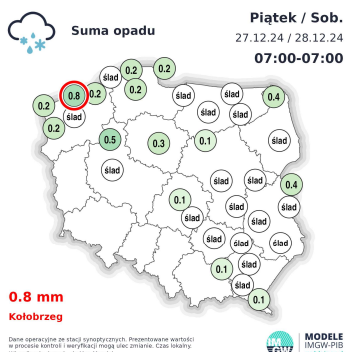 Suma opadu
Piątek / Sob.
27.12.24 / 28.12.24
07:00-07:00
0.2
0.2
ślad
0.2
0.8
0.2
0.2
ślad
ślad
0.4
ślad
ślad
ślad
0.2
0.5
0.3
0.1
ślad
ślad
ślad
ślad
0.4
0.1
ślad
ślad
ślad
ślad
ślad
ślad
ślad
0.1
ślad
ślad
0.1
0.8 mm
Kołobrzeg
Dane operacyjne ze stacji synoptycznych. Prezentowane wartości
w procesie kontroli i weryfikacji mogą ulec zmianie. Czas lokalny.
IMGW
MODELE
IMGW-PIB